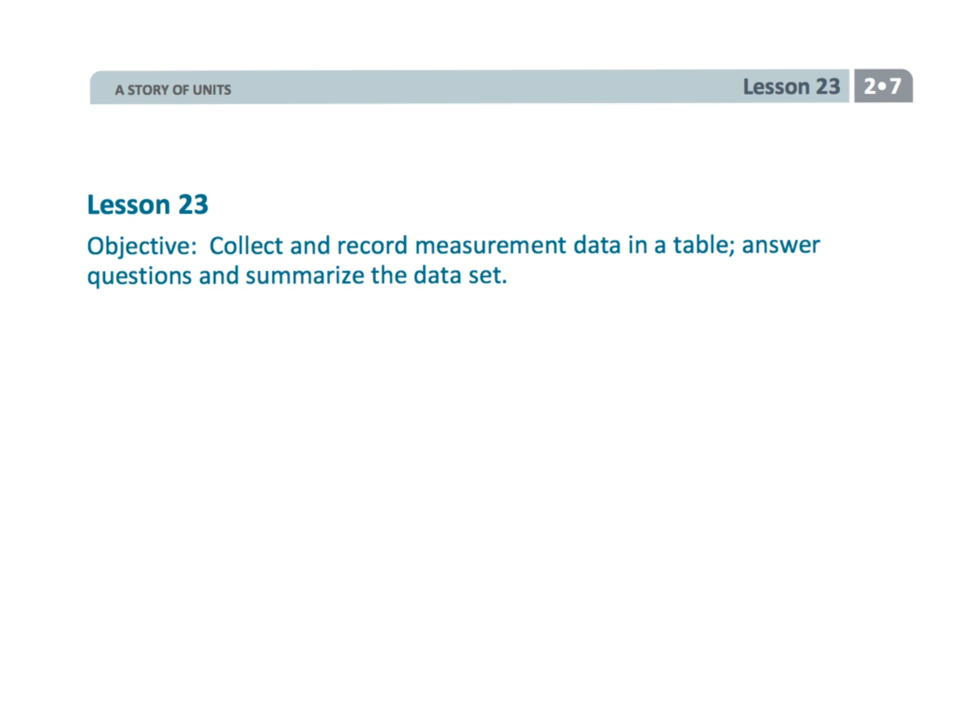 A STORY OF UNITS
Lesson 23
2•7
Lesson 23
Objective:  Collect and record measurement data in a table; answer
questions and summarize the data set.